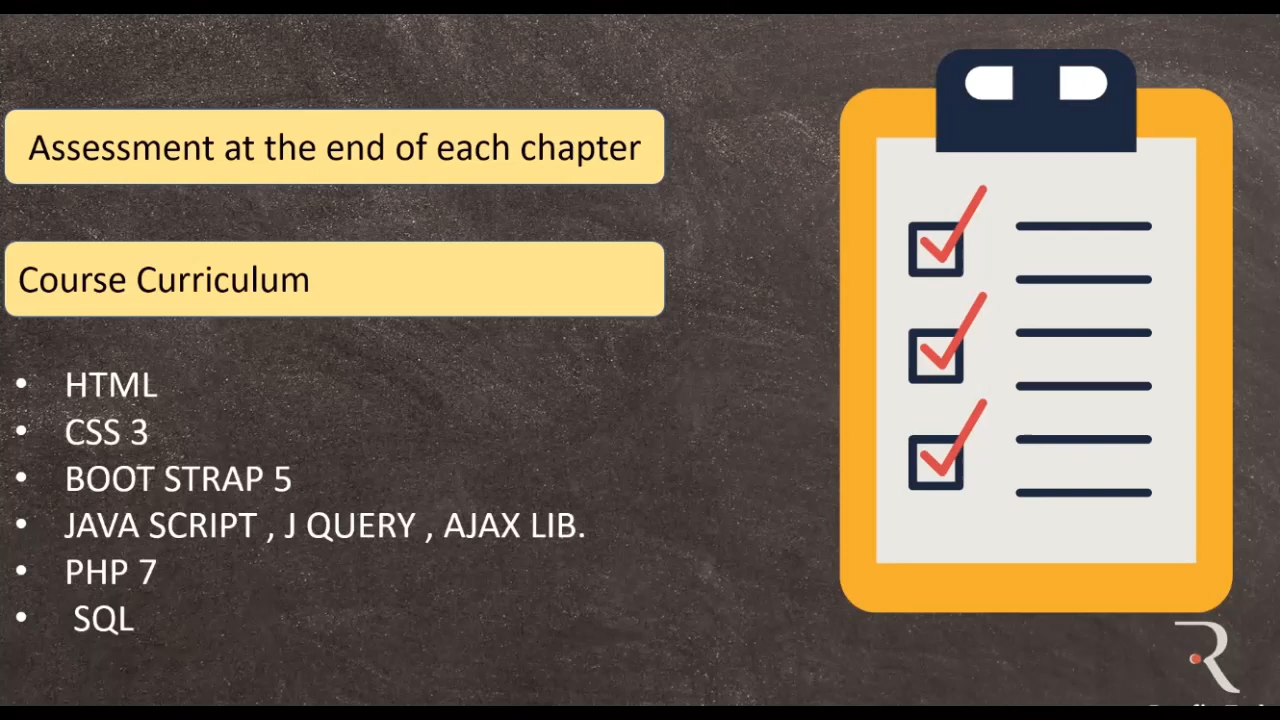 Assessment at the end of each chapter
Course Curriculum
• HTML
• CSS 3
• BOOT STRAP 5
• JAVA SCRIPT , J QUERY , AJAX LIB.
• PHP 7
• SQL
R